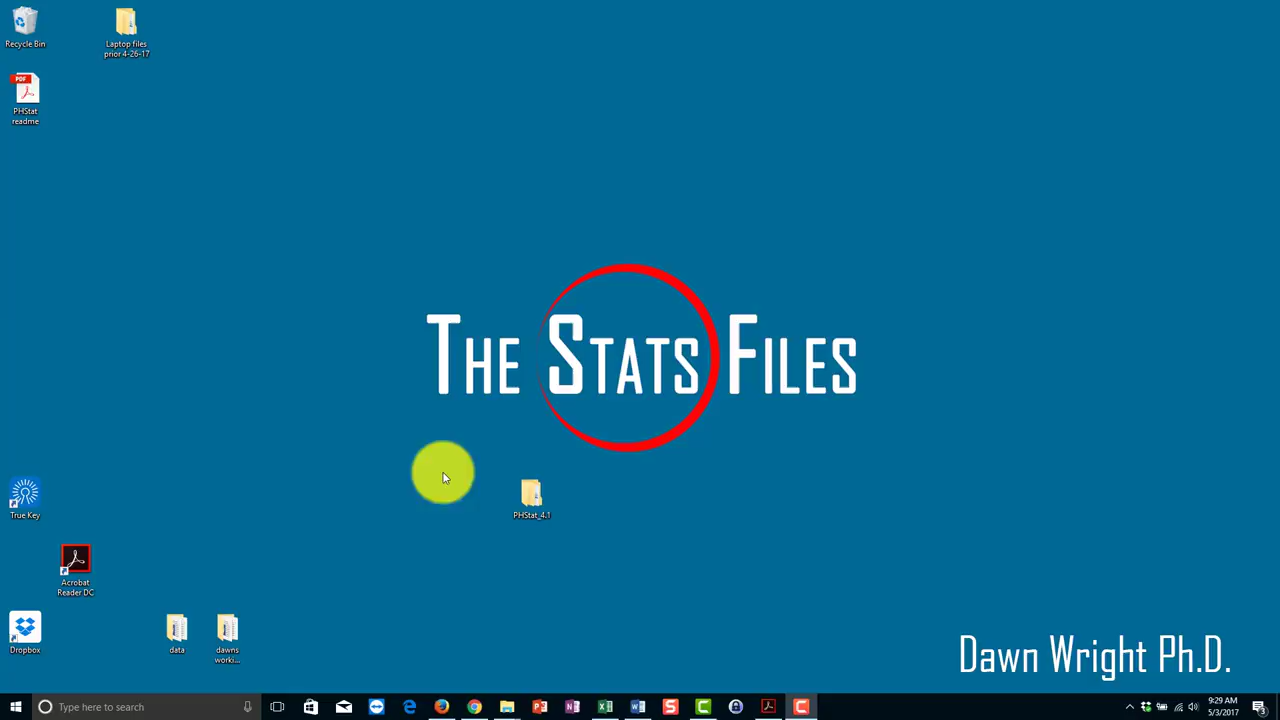 Recycle Bin
Laptop files
prior 4-26-17
PDF
PHStat
readme
The Stats Files
PHStat_4.1
True Key
Acrobat
Reader DC
Dropbox
data
dawns
worki...
Dawn Wright Ph.D.
Type here to search
9:29 AM
5/3/2017